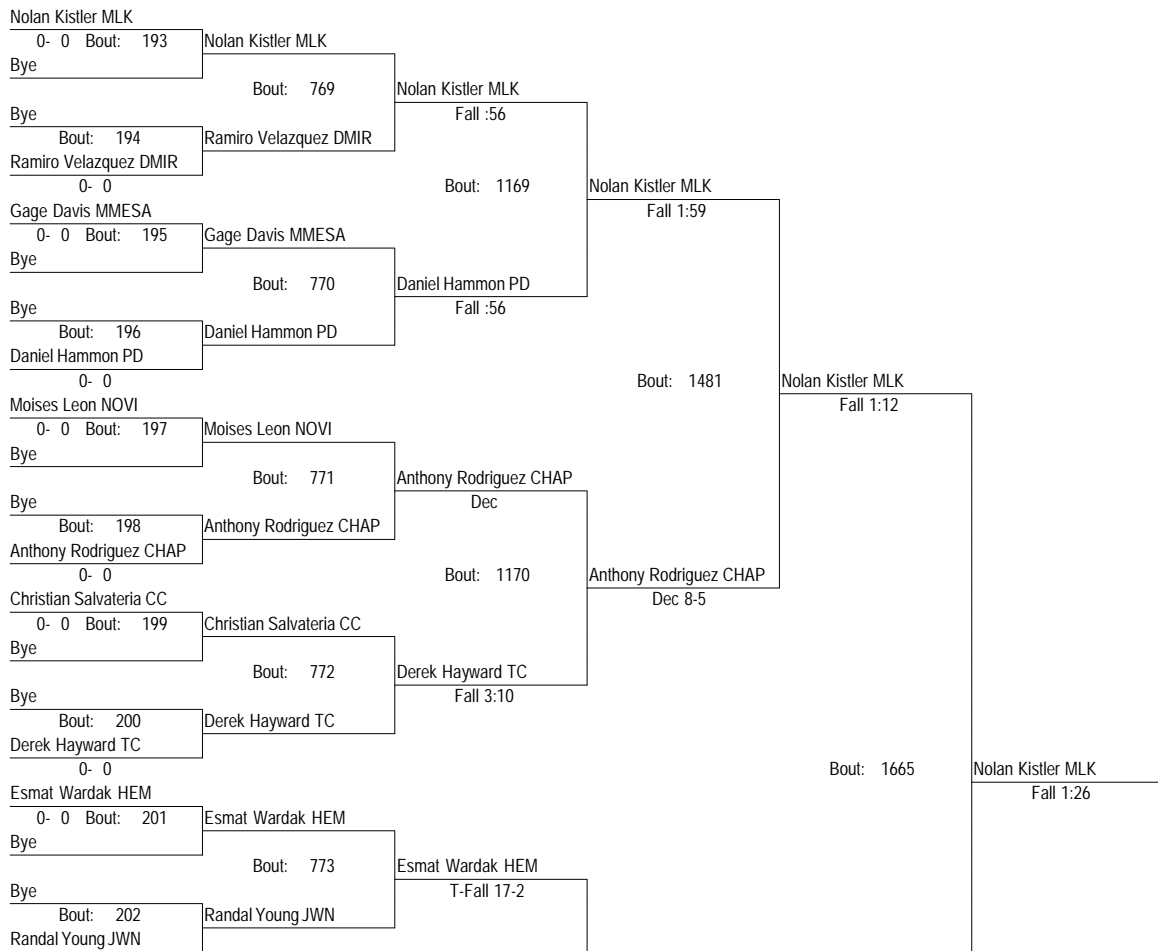 Nolan Kistler MLK
0- 0 Bout: 193
Bye
Bye
Bout: 194
Ramiro Velazquez DMIR
0- 0
Gage Davis MMESA
0- 0 Bout: 195
Bye
Bye
Bout: 196
Daniel Hammon PD
0- 0
Moises Leon NOVI
0- 0 Bout: 197
Bye
Bye
Bout: 198
Anthony Rodriguez CHAP
0- 0
Christian Salvateria CC
0- 0 Bout: 199
Bye
Bye
Bout: 200
Derek Hayward TC
0- 0
Esmat Wardak HEM
0- 0 Bout: 201
Bye
Bye
Bout: 202
Randal Young JWN
Nolan Kistler MLK
Bout: 769
Ramiro Velazquez DMIR
Gage Davis MMESA
Bout: 770
Daniel Hammon PD
Moises Leon NOVI
Bout: 771
Anthony Rodriguez CHAP
Christian Salvateria CC
Bout: 772
Derek Hayward TC
Esmat Wardak HEM
Bout: 773
Randal Young JWN
Nolan Kistler MLK
Fall :56
Bout: 1169
Daniel Hammon PD
Fall :56
Anthony Rodriguez CHAP
Dec
Bout: 1170
Derek Hayward TC
Fall 3:10
Esmat Wardak HEM
T-Fall 17-2
Nolan Kistler MLK
Fall 1:59
Bout: 1481
Anthony Rodriguez CHAP
Dec 8-5
Nolan Kistler MLK
Fall 1:12
Bout: 1665
Nolan Kistler MLK
Fall 1:26